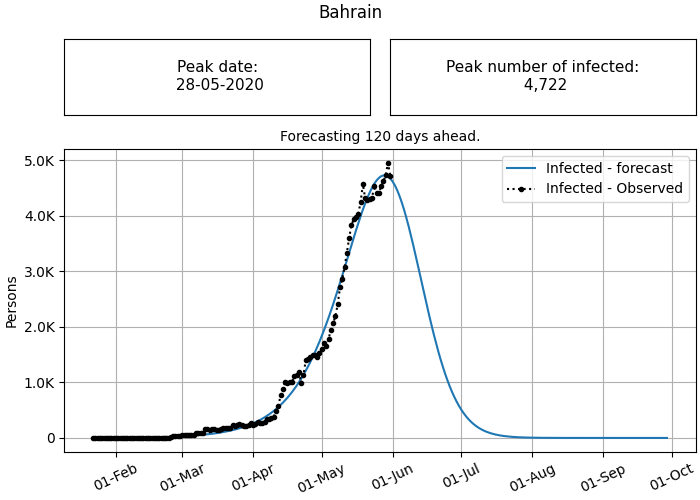 Bahrain
Peak date:
28-05-2020
Peak number of infected:
4,722
Forecasting 120 days ahead.
Infected - forecast
Infected - Observed
Persons
5.0K
4.0K
3.0K
2.0K
1.0K
0
01-Feb
01-Mar
01-Apr
01-May
01-Jun
01-Jul
01-Aug
01-Sep
01-Oct